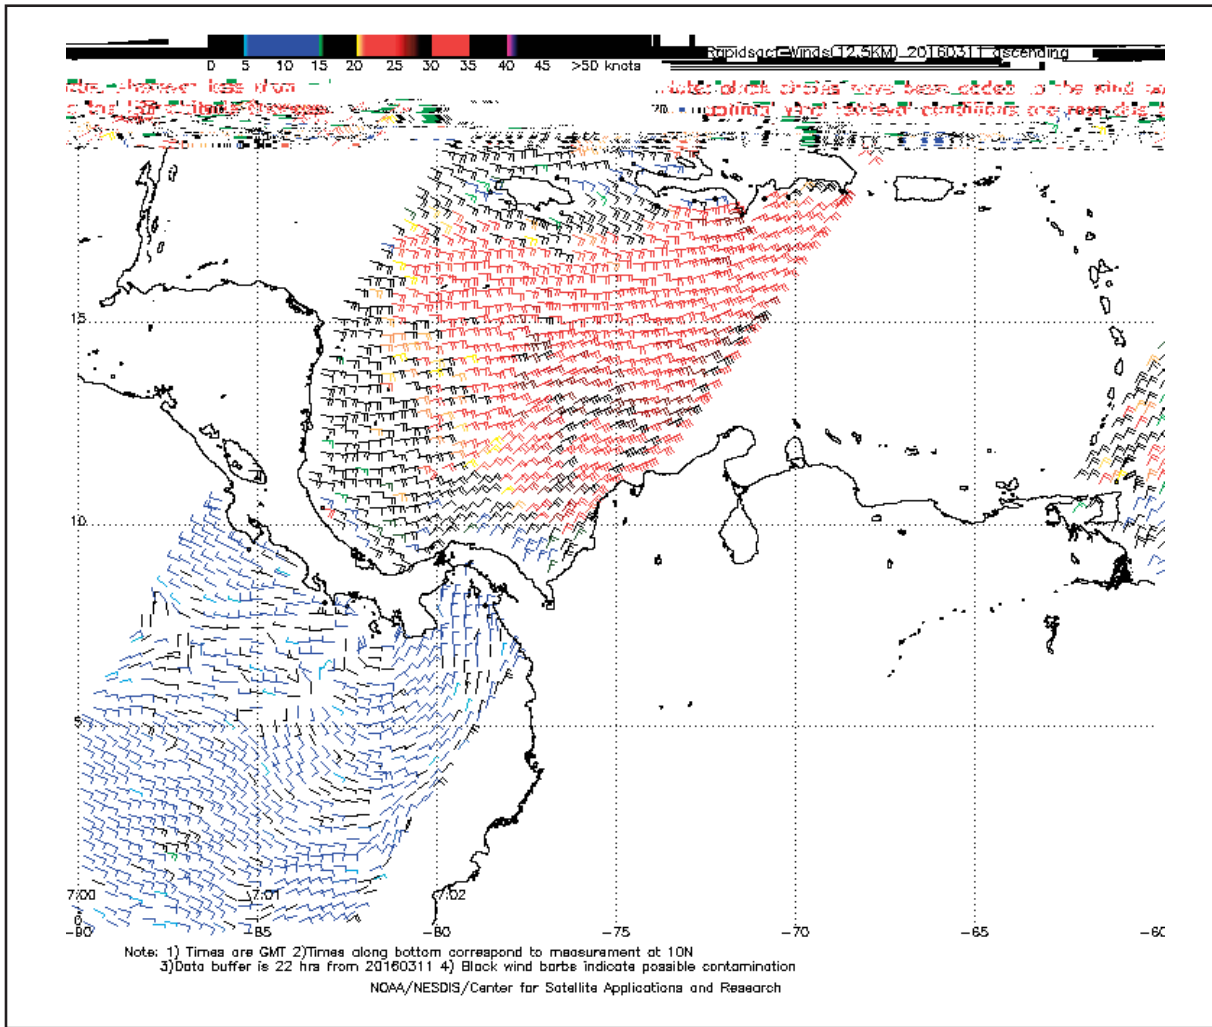 Rapidscat Winds(12.5KM) 20160311 ascending
0 5 10 15 20 25 30 35 40 45 >50 knots
15
10
5
0
7:00 7:01 7:02
-90 -85 -80 -75 -70 -65 -60
Note: 1) Times are GMT 2)Times along bottom correspond to measurement at 10N
3)Data buffer is 22 hrs from 20160311 4) Black wind barbs indicate possible contamination
NOAA/NESDIS/Center for Satellite Applications and Research